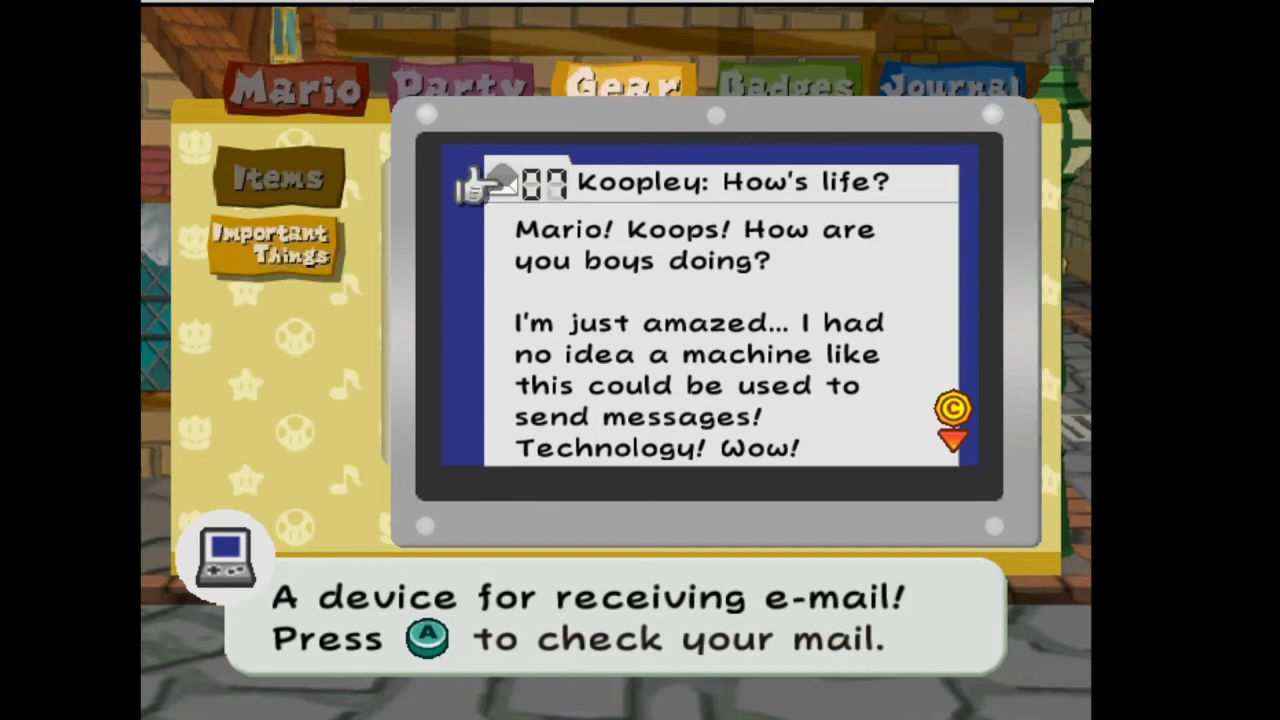 Mario Party Gear Badges Journal
Items
Important
Things
Koopley: How's life?
Mario! Koops! How are
you boys doing?
I'm just amazed... I had
no idea a machine like
this could be used to
send messages!
Technology! Wow!
C
A device for receiving e-mail!
Press A to check your mail.